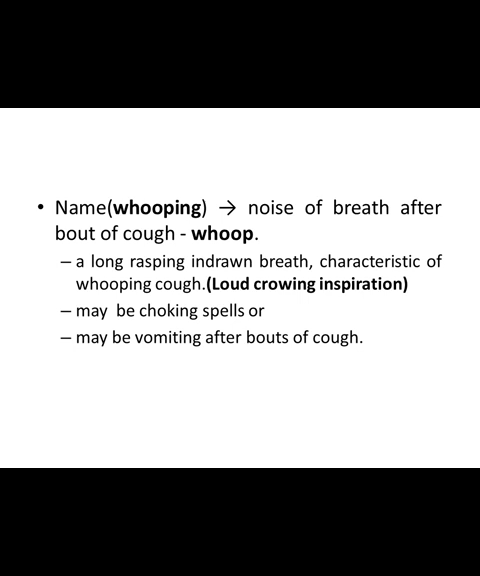 • Name(whooping) → noise of breath after
bout of cough - whoop.
– a long rasping indrawn breath, characteristic of
whooping cough.(Loud crowing inspiration)
– may be choking spells or
– may be vomiting after bouts of cough.